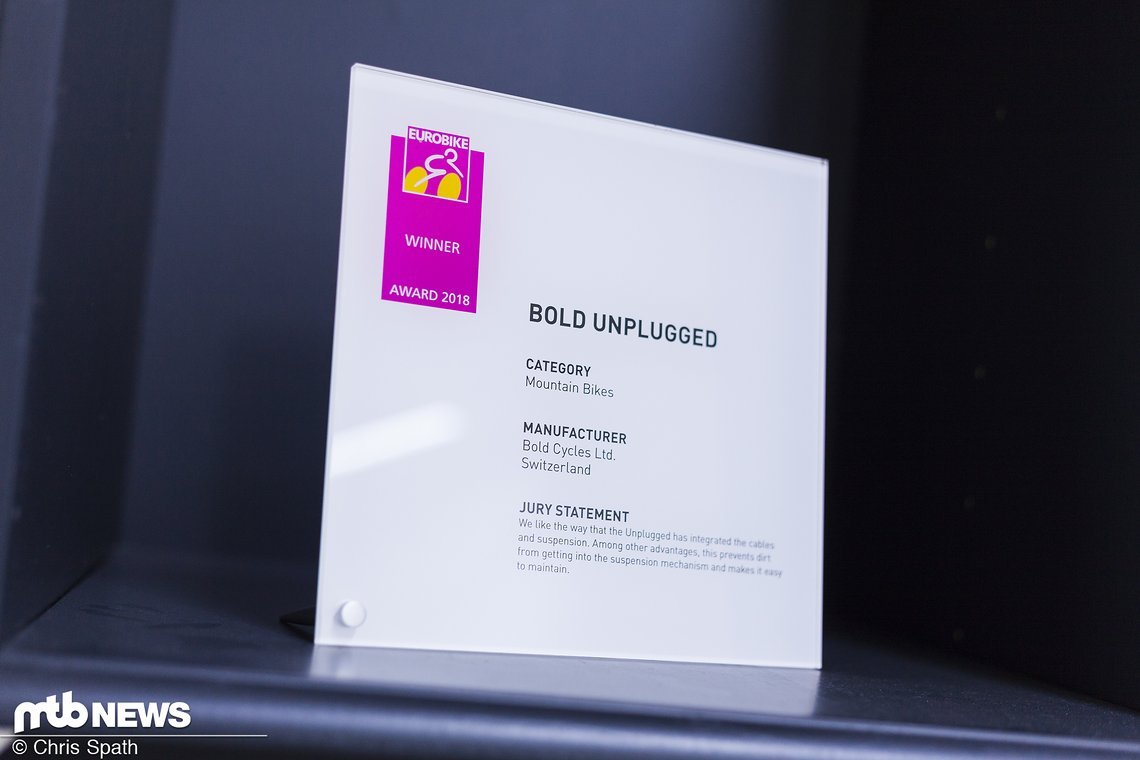 EUROBIKE
WINNER
AWARD 2018
BOLD UNPLUGGED
CATEGORY
Mountain Bikes
MANUFACTURER
Bold Cycles Ltd.
Switzerland
JURY STATEMENT
We like the way that the Unplugged has integrated the cables
and suspension. Among other advantages, this prevents dirt
from getting into the suspension mechanism and makes it easy
to maintain.
mtb NEWS
© Chris Spath